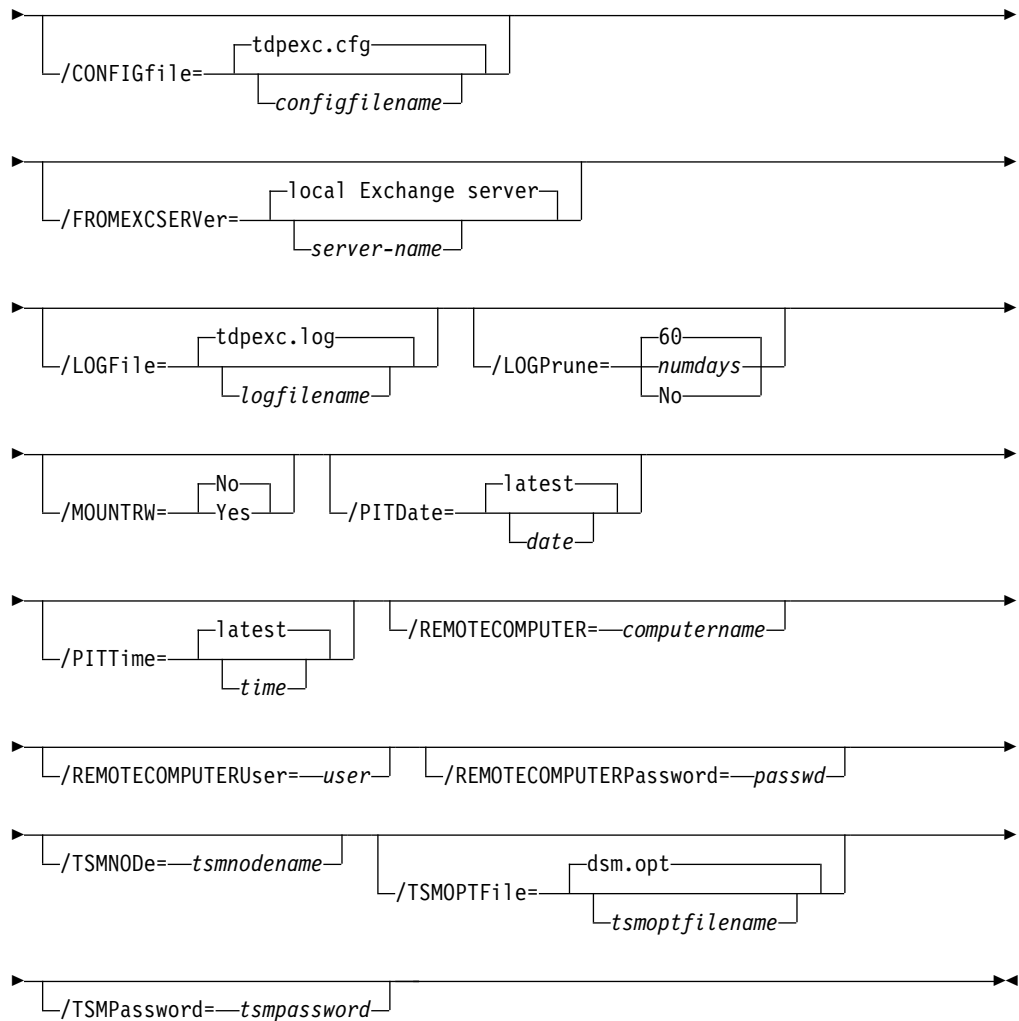 tdpexc.cfg
/CONFIGfile=
configfilename
local Exchange server
/FROMEXCSERVer=
server-name
tdpexc.log
/LOGFile=
logfilename
60
/LOGPrune= numdays
No
No
/MOUNTRW= Yes
latest
/PITDate=
date
latest
/PITTime=
time
/REMOTECOMPUTER= computername
/REMOTECOMPUTERUser= user /REMOTECOMPUTERPassword= passwd
/TSMNODe= tsmnodename
dsm.opt
/TSMOPTFile=
tsmoptfilename
/TSMPassword= tsmpassword